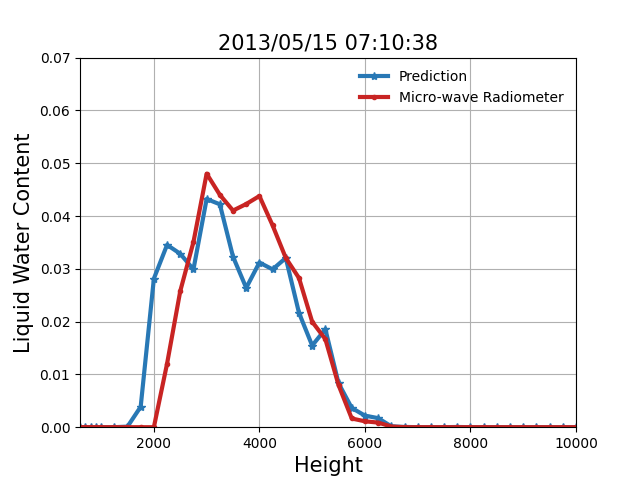 2013/05/15 07:10:38
0.07
0.06
0.05
0.04
0.03
0.02
0.01
0.00
Liquid Water Content
Prediction
Micro-wave Radiometer
2000 4000 6000 8000 10000
Height